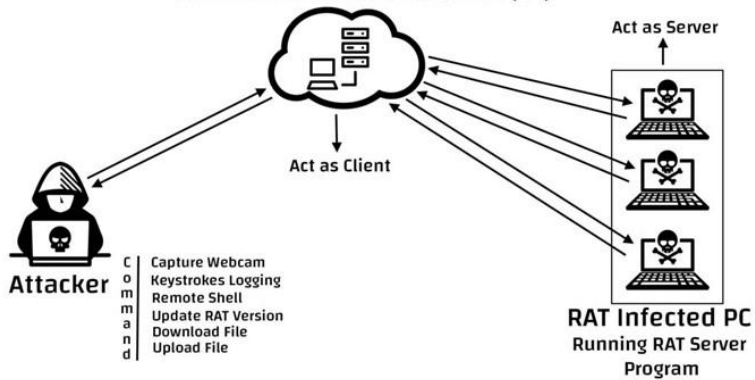 Act as Server
Act as Client
Attacker
Command
Capture Webcam
Keystrokes Logging
Remote Shell
Update RAT Version
Download File
Upload File
RAT Infected PC
Running RAT Server
Program